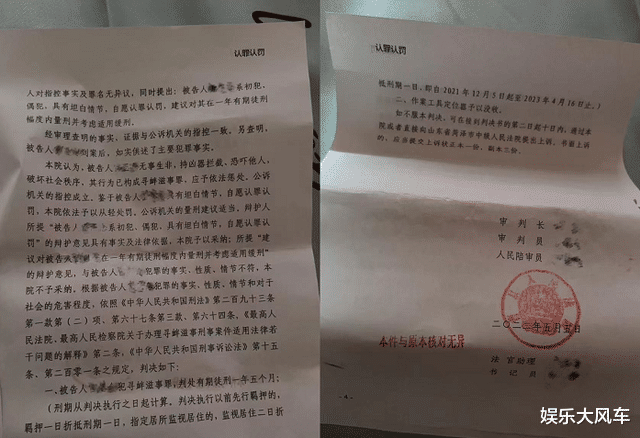 认罪认罚
人对指控事实及罪名无异议，同时提出：被告人系初犯、
偶犯，具有坦白情节，自愿认罪认罚，建议对其在一年有期徒刑
幅度内量刑并考虑适用缓刑。
经审理查明的事实、证据与公诉机关的指控一致。另查明，
被告人到案后，如实供述了主要犯罪事实。
本院认为，被告人无事生非，持凶器拦截、恐吓他人，
破坏社会秩序，其行为已构成寻衅滋事罪，应予依法惩处。公诉
机关的指控成立。鉴于被告人具有坦白情节，自愿认罪认
罚，本院依法予以从轻处罚。公诉机关的量刑建议适当。辩护人
所提“被告人系初犯、偶犯，具有坦白情节，自愿认罪认
罚”的辩护意见具有事实及法律依据，本院予以采纳；所提“建
议对被告人在一年有期徒刑幅度内量刑并考虑适用缓刑”
的辩护意见，与被告人犯罪的事实、性质、情节不符，本
院不予采纳。根据被告人犯罪的事实，性质，情节和对于
社会的危害程度，依照《中华人民共和国刑法》第二百九十三条
第一款第（二）项、第六十七条第三款、第六十四条、《最高人
民法院、最高人民检察院关于办理寻衅滋事刑事案件适用法律若
干问题的解释》第二条，《中华人民共和国刑事诉讼法》第十五
条、第二百零一条之规定，判决如下：
一、被告人犯寻衅滋事罪，判处有期徒刑一年五个月；
（刑期从判决执行之日起计算。判决执行以前先行羁押的，
羁押一日折抵刑期一日，指定居所监视居住的，监视居住二日折
认罪认罚
抵刑期一日，即自2021年12月5日起至2023年4月16日止。）
二、作案工具定位器予以没收。
如不服本判决，可在接到判决书的第二日起十日内，通过本
院或者直接向山东省菏泽市中级人民法院提出上诉。书面上诉
的，应当提交上诉状正本一份，副本三份。
审判长
审判员
人民陪审员
二〇二二年五月五日
本件与原本核对无异
法官助理
书记员
- 4 -
娱乐大风车